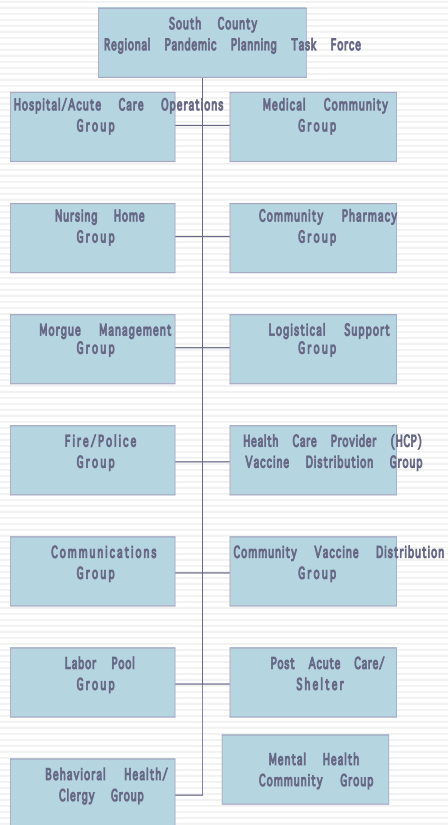 South County
Regional Pandemic Planning Task Force
Hospital/Acute Care Operations
Group
Medical Community
Group
Nursing Home
Group
Community Pharmacy
Group
Morgue Management
Group
Logistical Support
Group
Fire/Police
Group
Health Care Provider (HCP)
Vaccine Distribution Group
Communications
Group
Community Vaccine Distribution
Group
Labor Pool
Group
Post Acute Care/
Shelter
Behavioral Health/
Clergy Group
Mental Health
Community Group